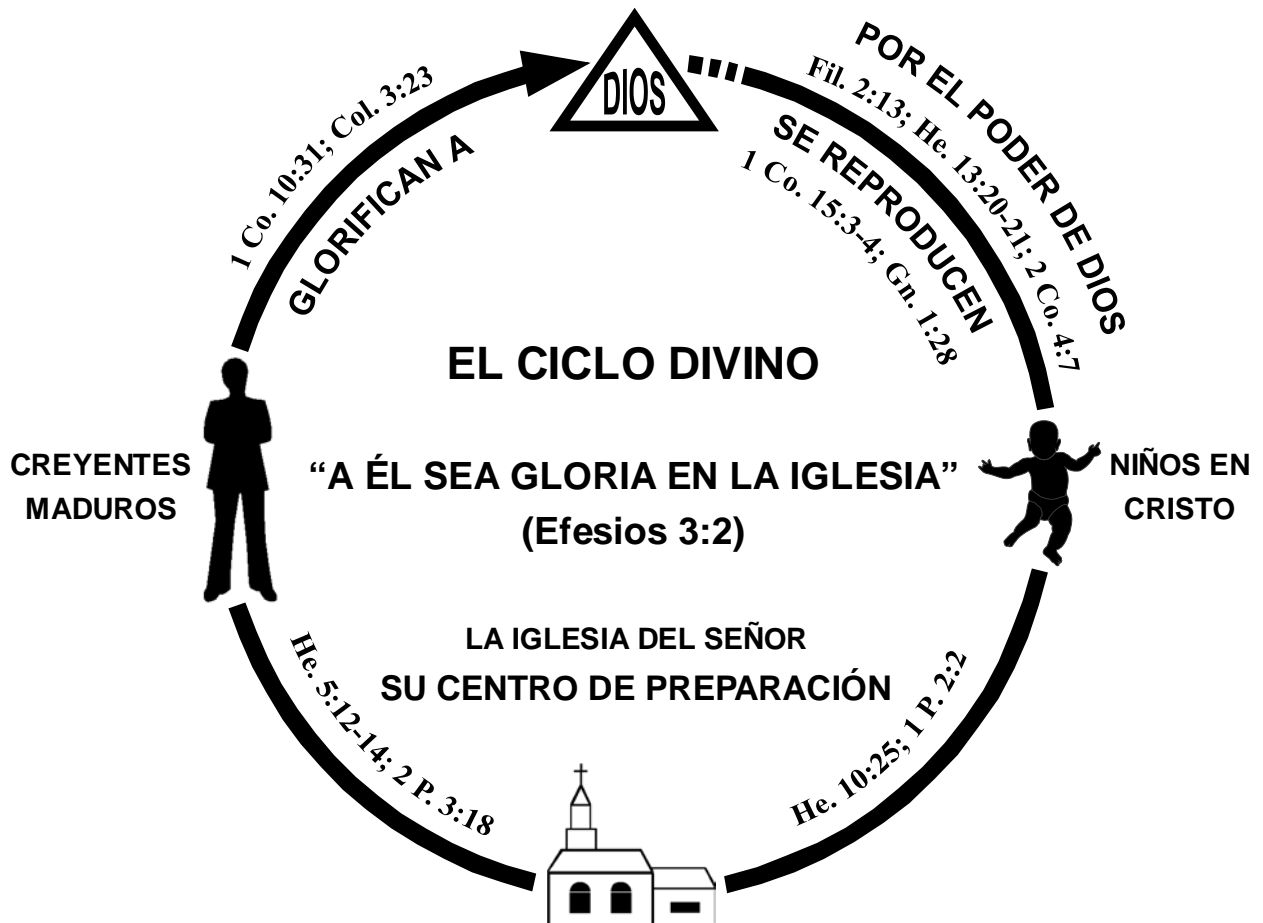 DIOS
POR EL PODER DE DIOS
Fil. 2:13; He. 13:20-21; 2 Co. 4:7
SE REPRODUCEN
1 Co. 15:3-4; Gn. 1:28
1 Co. 10:31; Col. 3:23
GLORIFICAN A
EL CICLO DIVINO
CREYENTES
MADUROS
“A ÉL SEA GLORIA EN LA IGLESIA”
(Efesios 3:2)
NIÑOS EN
CRISTO
LA IGLESIA DEL SEÑOR
SU CENTRO DE PREPARACIÓN
He. 5:12-14; 2 P. 3:18
He. 10:25; 1 P. 2:2